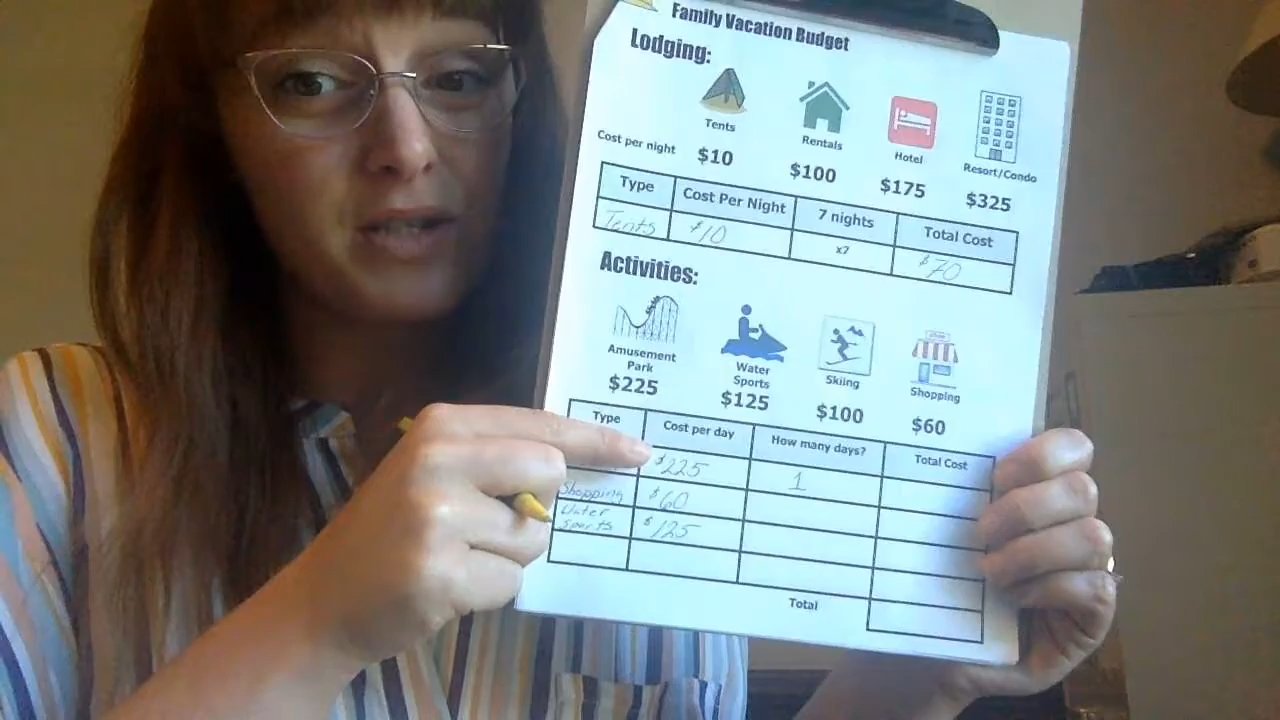 Family Vacation Budget
Lodging:
Tents Rentals Hotel Resort/Condo
Cost per night $10 $100 $175 $325
Type Cost Per Night 7 nights Total Cost
Tents $10 x7 $70
Activities:
Amusement Park Water Sports Skiing Shopping
$225 $125 $100 $60
Type Cost per day How many days? Total Cost
$225 1
Shopping $60
Water sports $125
Total